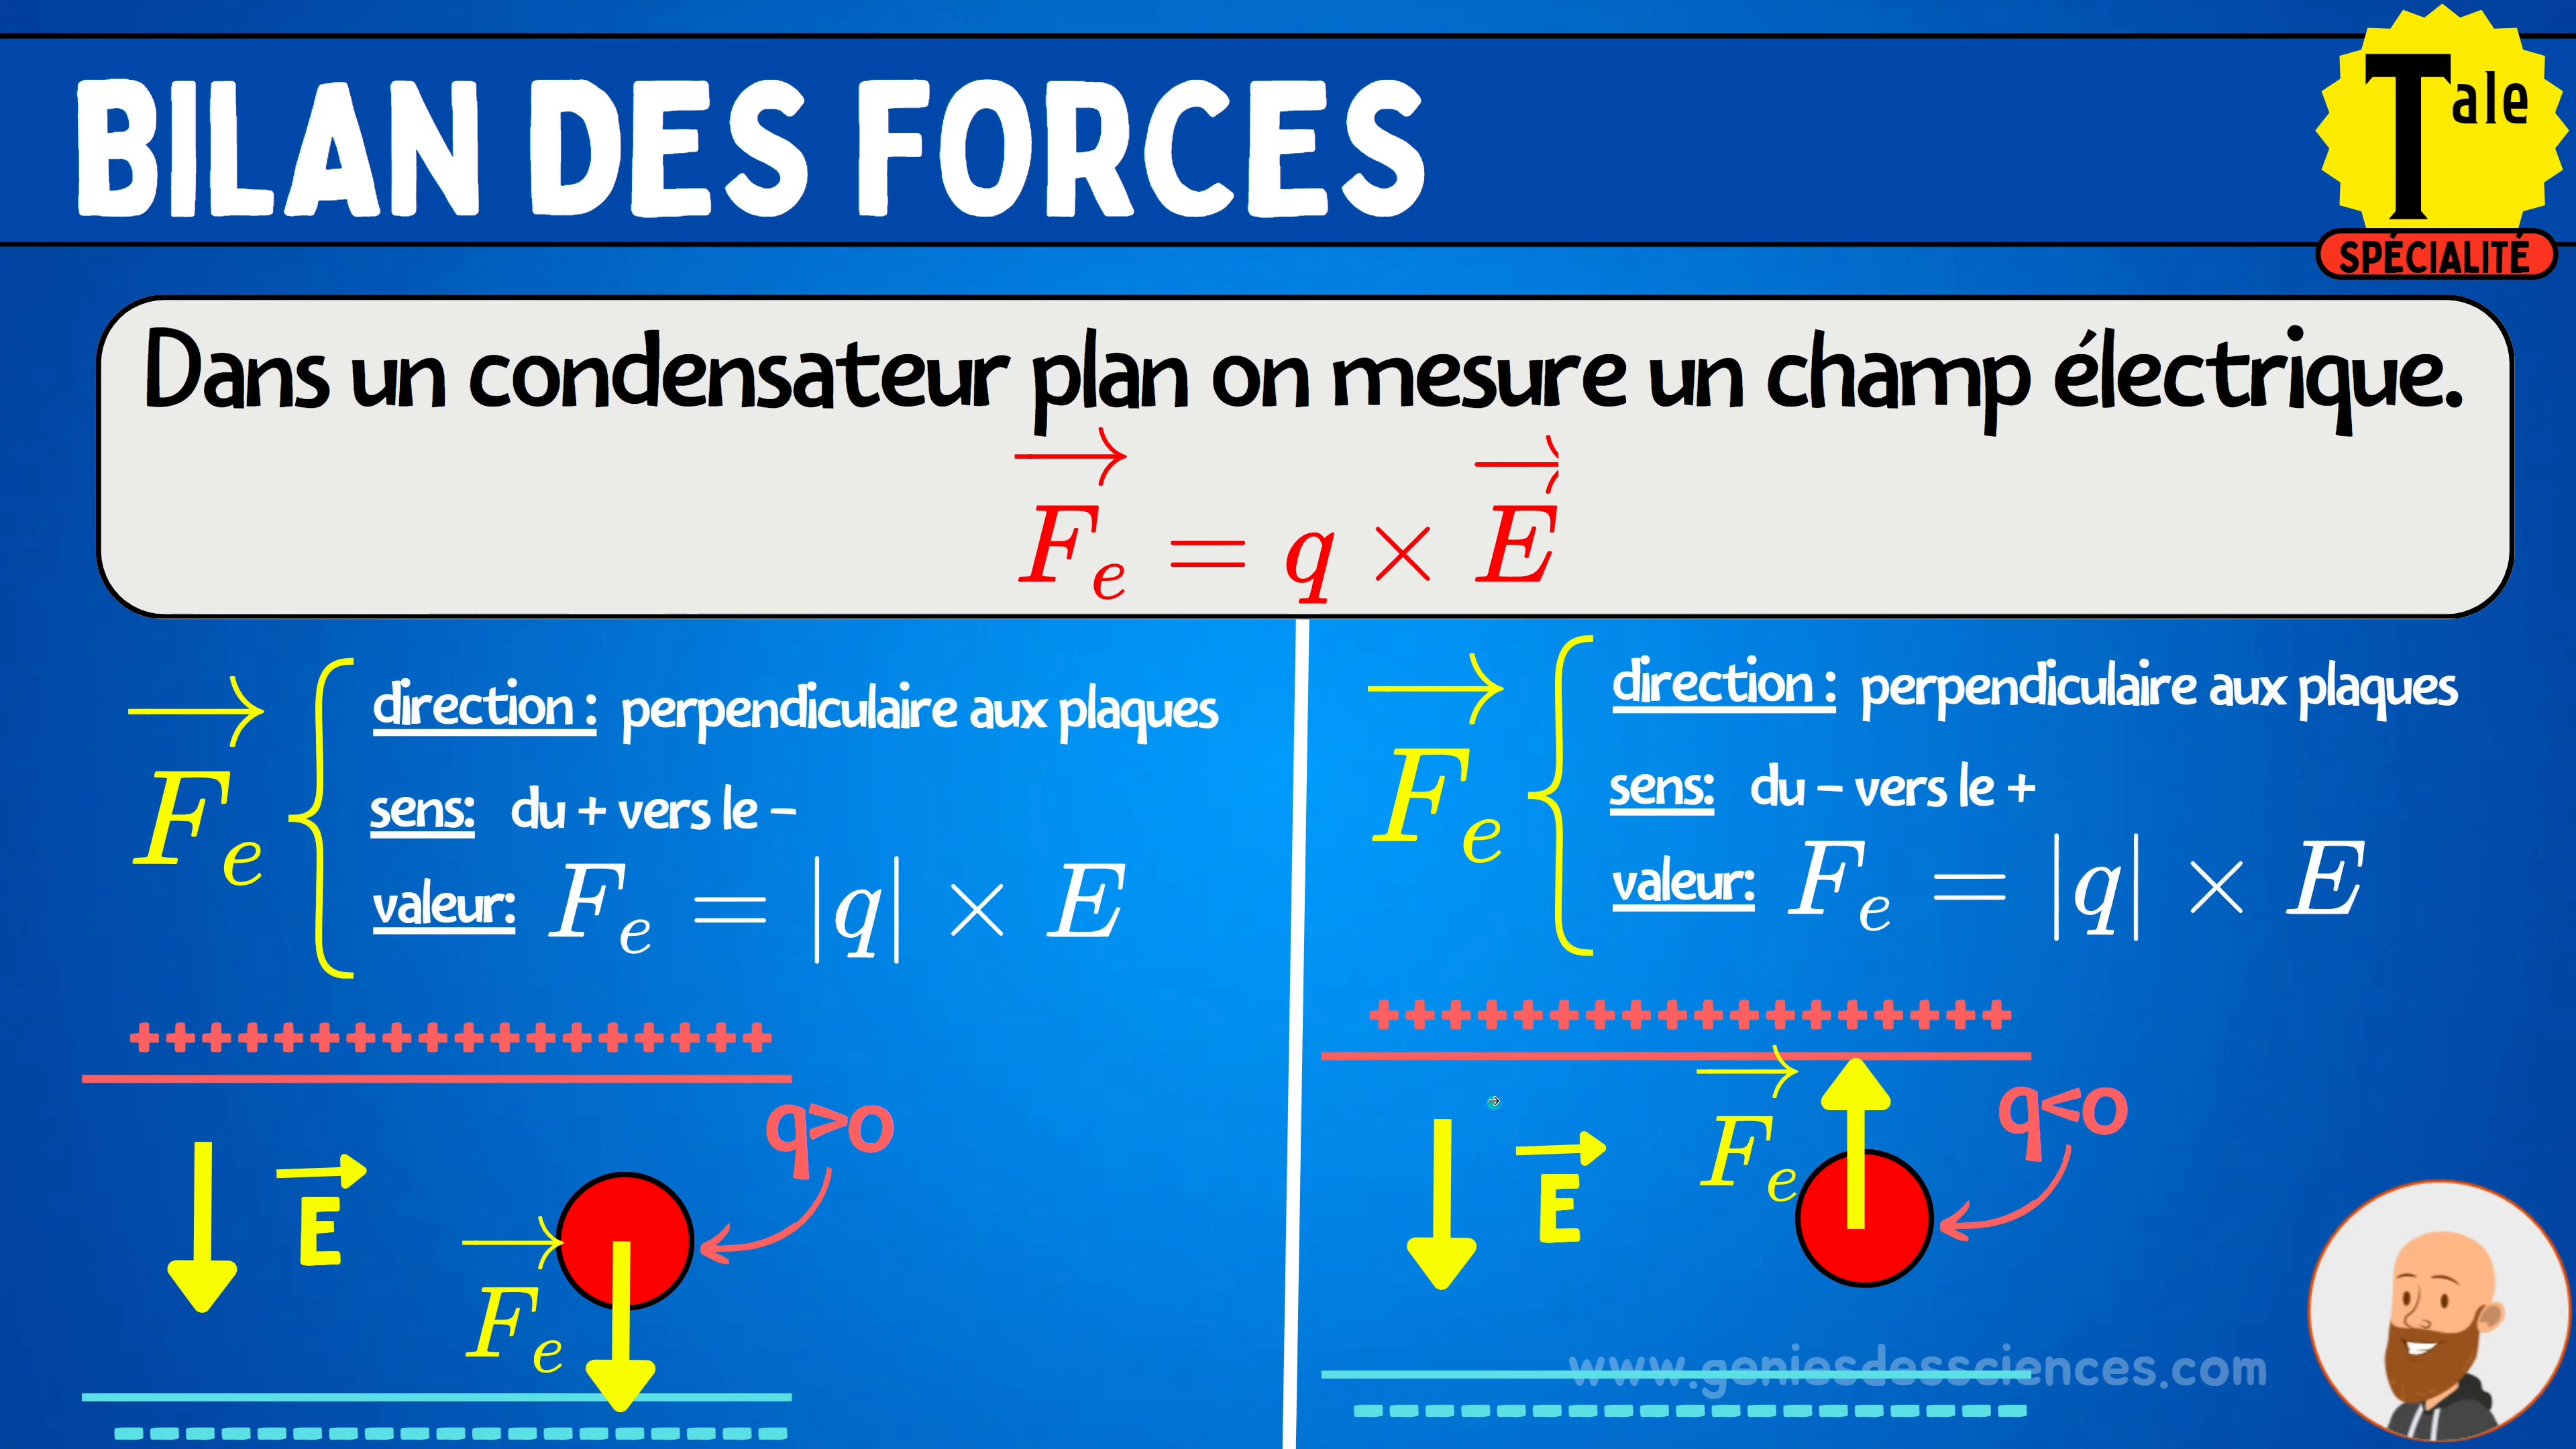 BILAN DES FORCES
Tale
SPÉCIALITÉ
Dans un condensateur plan on mesure un champ électrique.
F⃗ₑ = q × E⃗
F⃗ₑ
direction : perpendiculaire aux plaques
sens: du + vers le –
valeur: Fₑ = |q| × E
+ + + + + + + + + + + + + + + + + +
q>0
E⃗
F⃗ₑ
– – – – – – – – – – – – – – – – – – –
F⃗ₑ
direction : perpendiculaire aux plaques
sens: du – vers le +
valeur: Fₑ = |q| × E
+ + + + + + + + + + + + + + + + + +
F⃗ₑ
q<0
E⃗
www.geniesdessciences.com
– – – – – – – – – – – – – – – – – – –